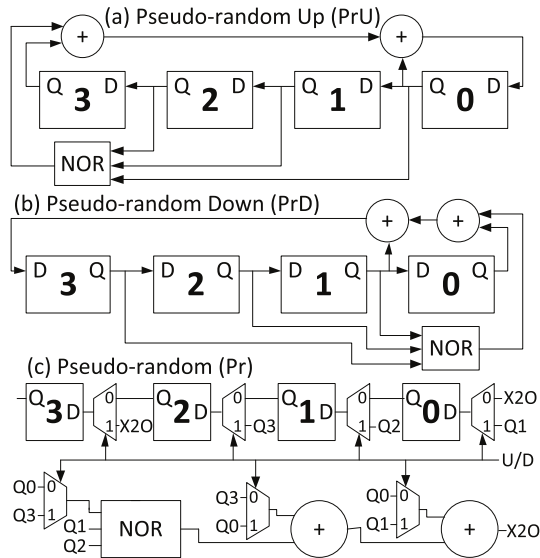 (a) Pseudo-random Up (PrU)
+ +
Q 3 D Q 2 D Q 1 D Q 0 D
NOR
(b) Pseudo-random Down (PrD)
+ +
D 3 Q D 2 Q D 1 Q D 0 Q
NOR
(c) Pseudo-random (Pr)
Q 3 D 0 1 X2O Q 2 D 0 1 Q3 Q 1 D 0 1 Q2 Q 0 D 0 X2O 1 Q1
U/D
Q0 0 Q3 1 Q3 0 Q0 1 Q0 0 Q1 1
Q1 Q2 NOR + + X2O